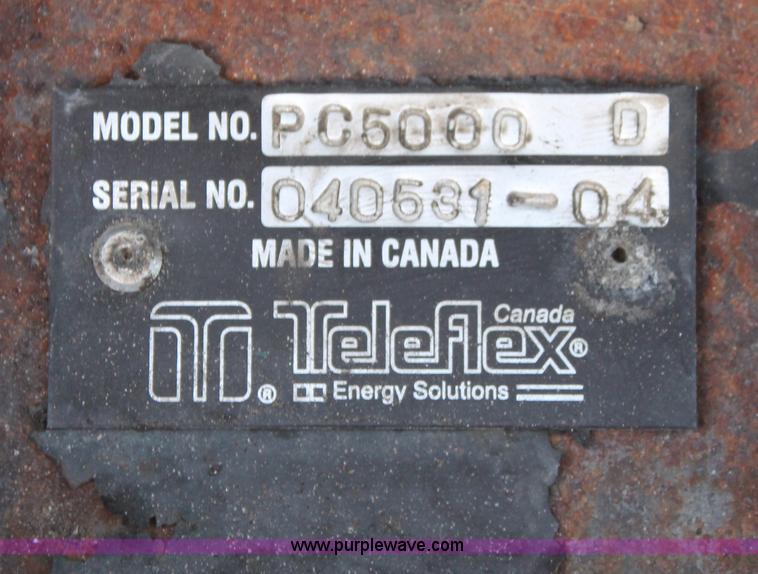 MODEL NO. PC5000 D
SERIAL NO. 040531-04
MADE IN CANADA
Teleflex® Canada
® Energy Solutions
www.purplewave.com